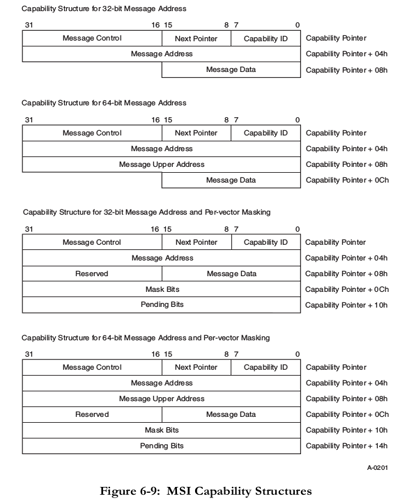 Capability Structure for 32-bit Message Address
31 16 15 8 7 0
Message Control Next Pointer Capability ID Capability Pointer
Message Address Capability Pointer + 04h
Message Data Capability Pointer + 08h
Capability Structure for 64-bit Message Address
31 16 15 8 7 0
Message Control Next Pointer Capability ID Capability Pointer
Message Address Capability Pointer + 04h
Message Upper Address Capability Pointer + 08h
Message Data Capability Pointer + 0Ch
Capability Structure for 32-bit Message Address and Per-vector Masking
31 16 15 8 7 0
Message Control Next Pointer Capability ID Capability Pointer
Message Address Capability Pointer + 04h
Reserved Message Data Capability Pointer + 08h
Mask Bits Capability Pointer + 0Ch
Pending Bits Capability Pointer + 10h
Capability Structure for 64-bit Message Address and Per-vector Masking
31 16 15 8 7 0
Message Control Next Pointer Capability ID Capability Pointer
Message Address Capability Pointer + 04h
Message Upper Address Capability Pointer + 08h
Reserved Message Data Capability Pointer + 0Ch
Mask Bits Capability Pointer + 10h
Pending Bits Capability Pointer + 14h
A-0201
Figure 6-9: MSI Capability Structures